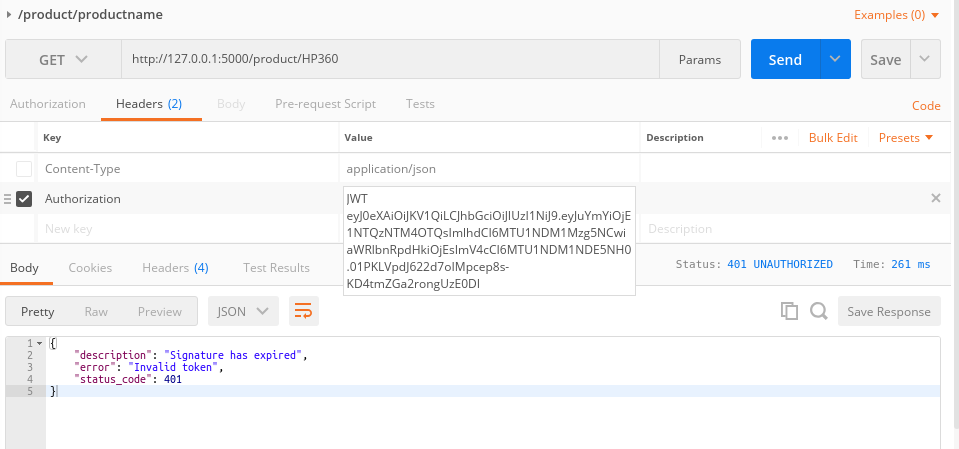 /product/productname
Examples (0)
GET
http://127.0.0.1:5000/product/HP360
Params
Send
Save
Authorization
Headers (2)
Body
Pre-request Script
Tests
Code
Key
Value
Description
Bulk Edit
Presets
Content-Type
application/json
Authorization
JWT
eyJ0eXAiOiJKV1QiLCJhbGciOiJIUzI1NiJ9.eyJuYmYiOjE
1NTQzNTM4OTQsImlhdCI6MTU1NDM1Mzg5NCwi
aWRlbnRpdHkiOjEsImV4cCI6MTU1NDM1NDE5NH0
.01PKLVpdJ622d7oIMpcep8s-
KD4tmZGa2rongUzE0DI
New key
Description
Body
Cookies
Headers (4)
Test Results
Status: 401 UNAUTHORIZED
Time: 261 ms
Pretty
Raw
Preview
JSON
Save Response
1 {
2 "description": "Signature has expired",
3 "error": "Invalid token",
4 "status_code": 401
5 }